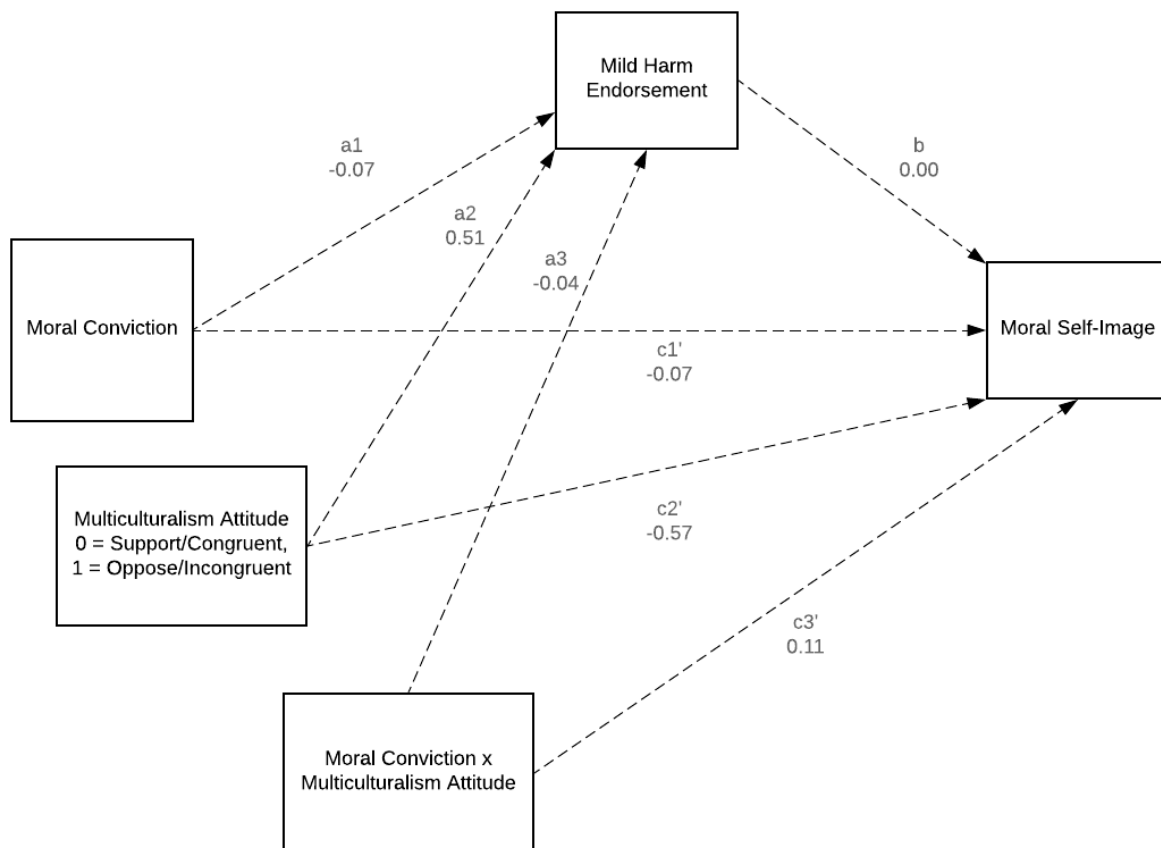 Mild Harm
Endorsement
a1
-0.07
b
0.00
a2
0.51
a3
-0.04
Moral Conviction
Moral Self-Image
c1'
-0.07
Multiculturalism Attitude
0 = Support/Congruent,
1 = Oppose/Incongruent
c2'
-0.57
c3'
0.11
Moral Conviction x
Multiculturalism Attitude